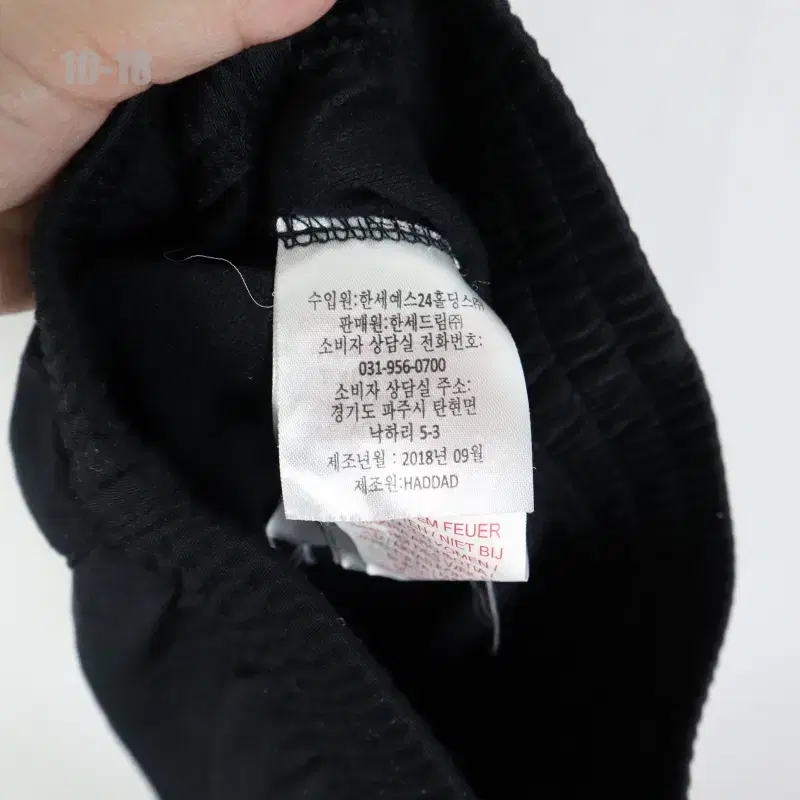 10-18
수입원:한세예스24홀딩스㈜
판매원:한세드림㈜
소비자 상담실 전화번호:
031-956-0700
소비자 상담실 주소:
경기도 파주시 탄현면
낙하리 5-3
제조년월 : 2018년 09월
제조원:HADDAD
EM FEUER
/ NIET BIJ